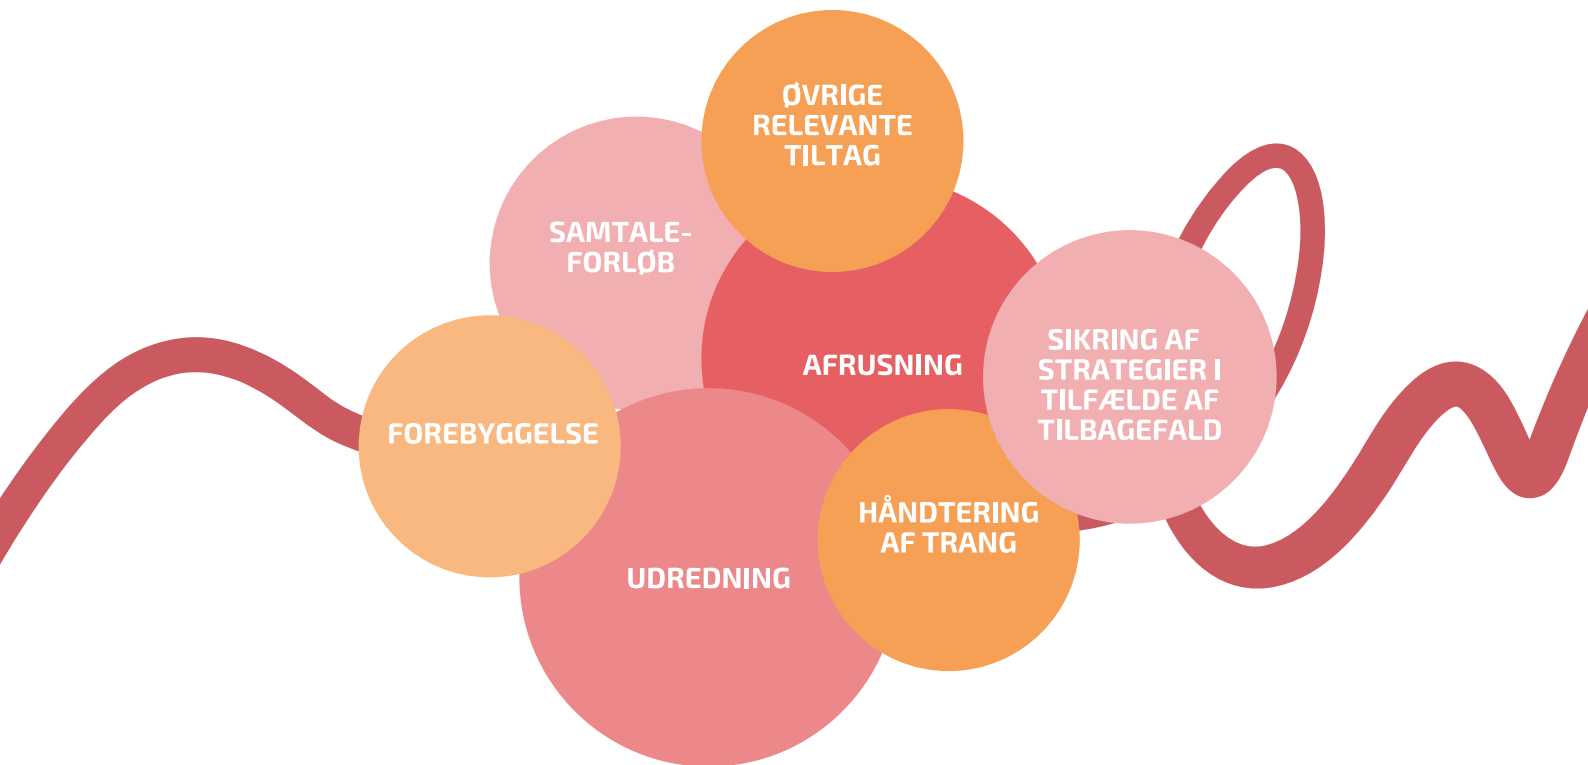 ØVRIGE
RELEVANTE
TILTAG
SAMTALE-
FORLØB
AFRUSNING
SIKRING AF
STRATEGIER I
TILFÆLDE AF
TILBAGEFALD
FOREBYGGELSE
HÅNDTERING
AF TRANG
UDREDNING